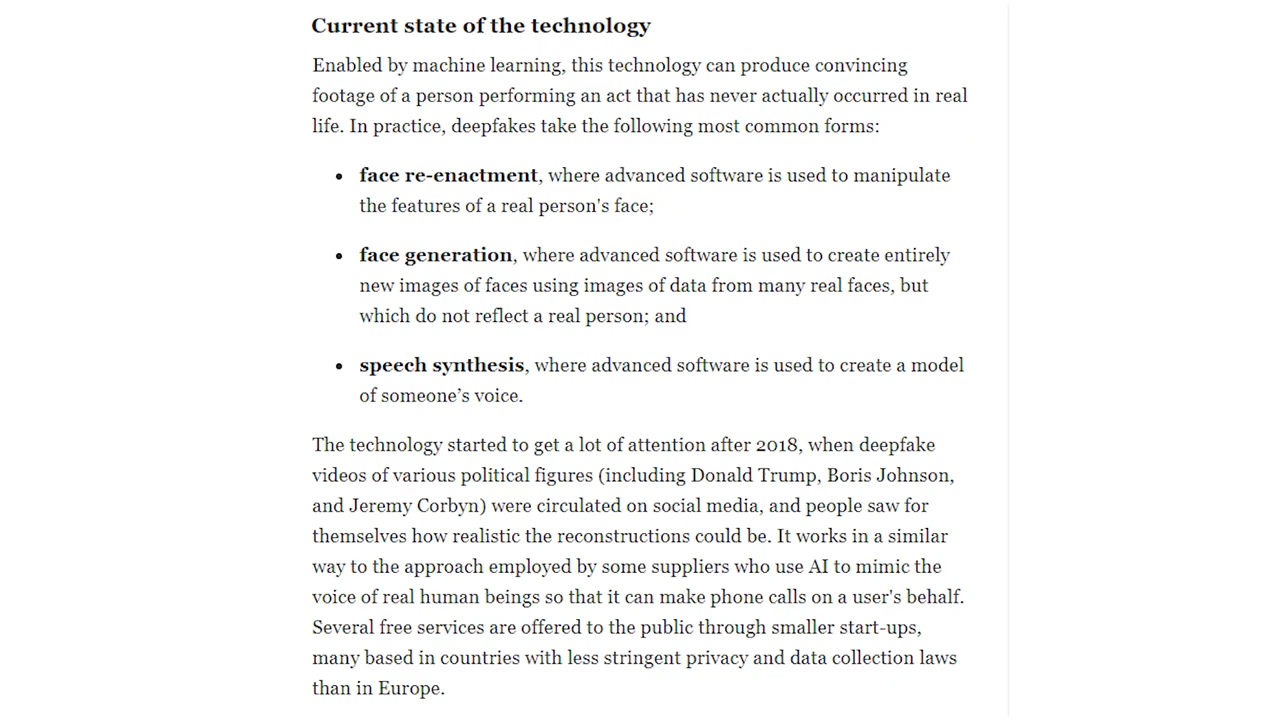 Current state of the technology
Enabled by machine learning, this technology can produce convincing
footage of a person performing an act that has never actually occurred in real
life. In practice, deepfakes take the following most common forms:
• face re-enactment, where advanced software is used to manipulate
the features of a real person's face;
• face generation, where advanced software is used to create entirely
new images of faces using images of data from many real faces, but
which do not reflect a real person; and
• speech synthesis, where advanced software is used to create a model
of someone’s voice.
The technology started to get a lot of attention after 2018, when deepfake
videos of various political figures (including Donald Trump, Boris Johnson,
and Jeremy Corbyn) were circulated on social media, and people saw for
themselves how realistic the reconstructions could be. It works in a similar
way to the approach employed by some suppliers who use AI to mimic the
voice of real human beings so that it can make phone calls on a user's behalf.
Several free services are offered to the public through smaller start-ups,
many based in countries with less stringent privacy and data collection laws
than in Europe.